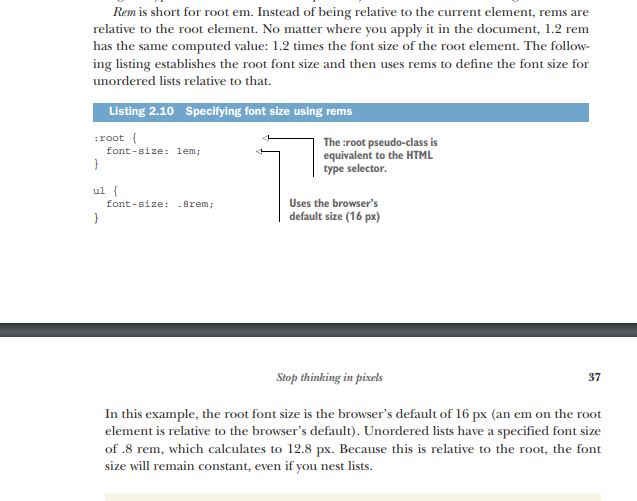 Rem is short for root em. Instead of being relative to the current element, rems are
relative to the root element. No matter where you apply it in the document, 1.2 rem
has the same computed value: 1.2 times the font size of the root element. The follow-
ing listing establishes the root font size and then uses rems to define the font size for
unordered lists relative to that.
Listing 2.10 Specifying font size using rems
:root {
font-size: 1em;
}
ul {
font-size: .8rem;
}
The :root pseudo-class is
equivalent to the HTML
type selector.
Uses the browser's
default size (16 px)
Stop thinking in pixels
37
In this example, the root font size is the browser's default of 16 px (an em on the root
element is relative to the browser's default). Unordered lists have a specified font size
of .8 rem, which calculates to 12.8 px. Because this is relative to the root, the font
size will remain constant, even if you nest lists.